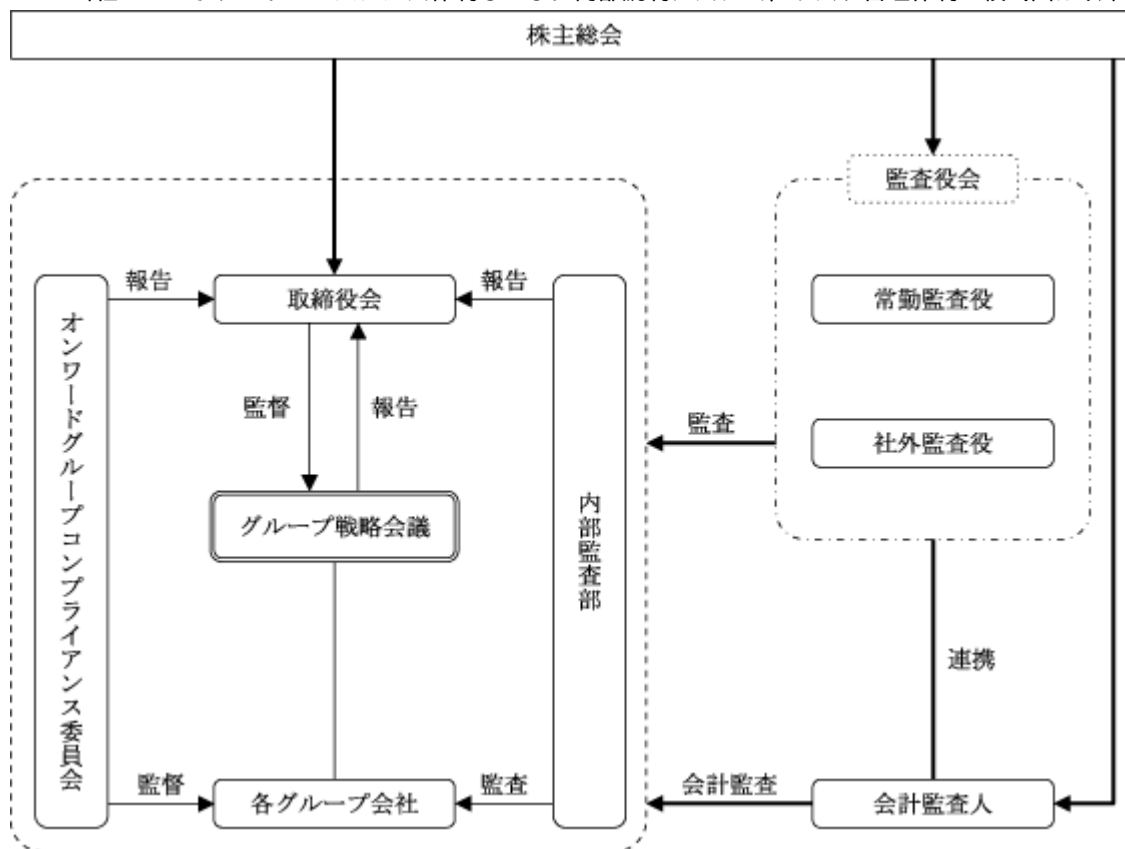 株主総会
監査役会
報告
取締役会
報告
常勤監査役
オンワードグループコンプライアンス委員会
監督
報告
監査
社外監査役
グループ戦略会議
内部監査部
連携
監督
各グループ会社
監査
会計監査
会計監査人